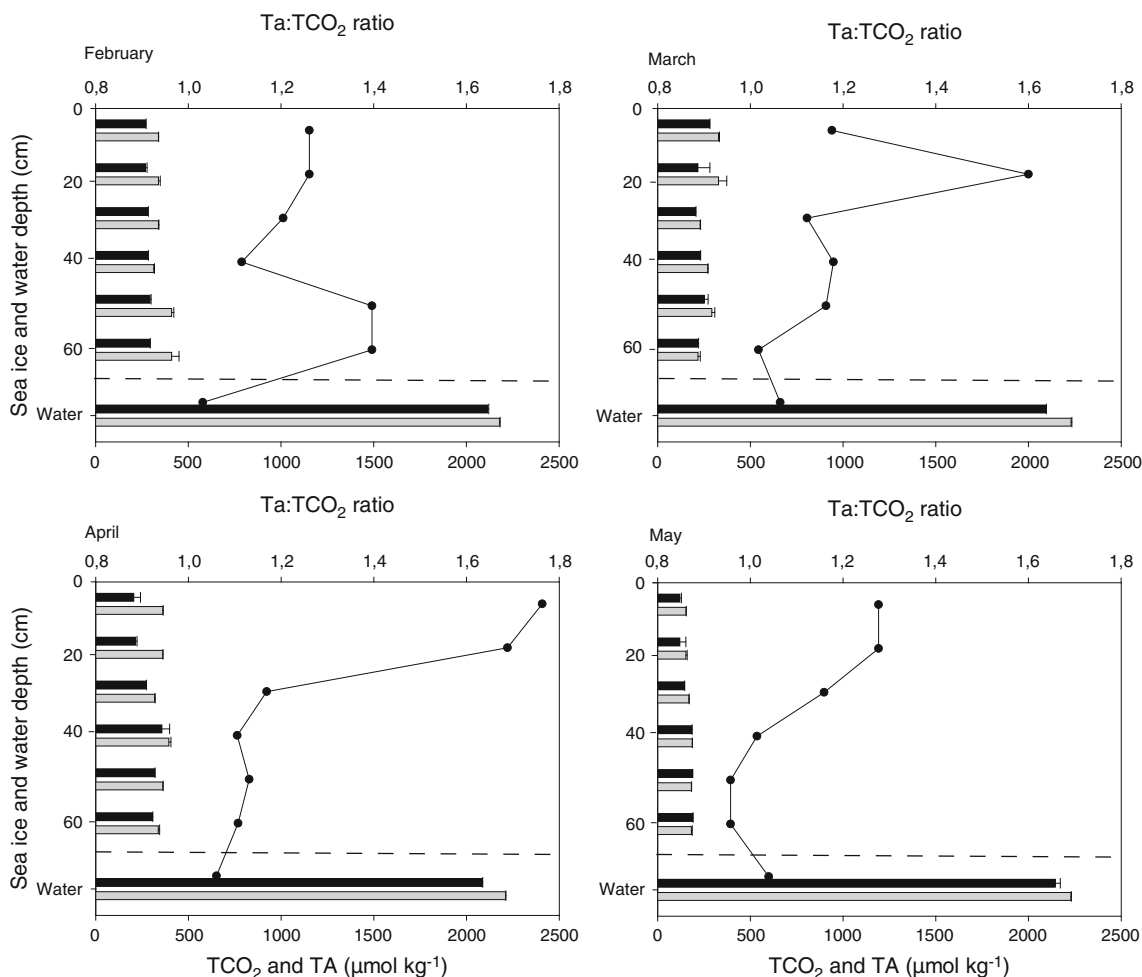 Ta:TCO₂ ratio
February
0,8 1,0 1,2 1,4 1,6 1,8
Sea ice and water depth (cm)
0
20
40
60
Water
0 500 1000 1500 2000 2500
Ta:TCO₂ ratio
March
0,8 1,0 1,2 1,4 1,6 1,8
0
20
40
60
Water
0 500 1000 1500 2000 2500
Ta:TCO₂ ratio
April
0,8 1,0 1,2 1,4 1,6 1,8
Sea ice and water depth (cm)
0
20
40
60
Water
0 500 1000 1500 2000 2500
TCO₂ and TA (µmol kg⁻¹)
Ta:TCO₂ ratio
May
0,8 1,0 1,2 1,4 1,6 1,8
0
20
40
60
Water
0 500 1000 1500 2000 2500
TCO₂ and TA (µmol kg⁻¹)